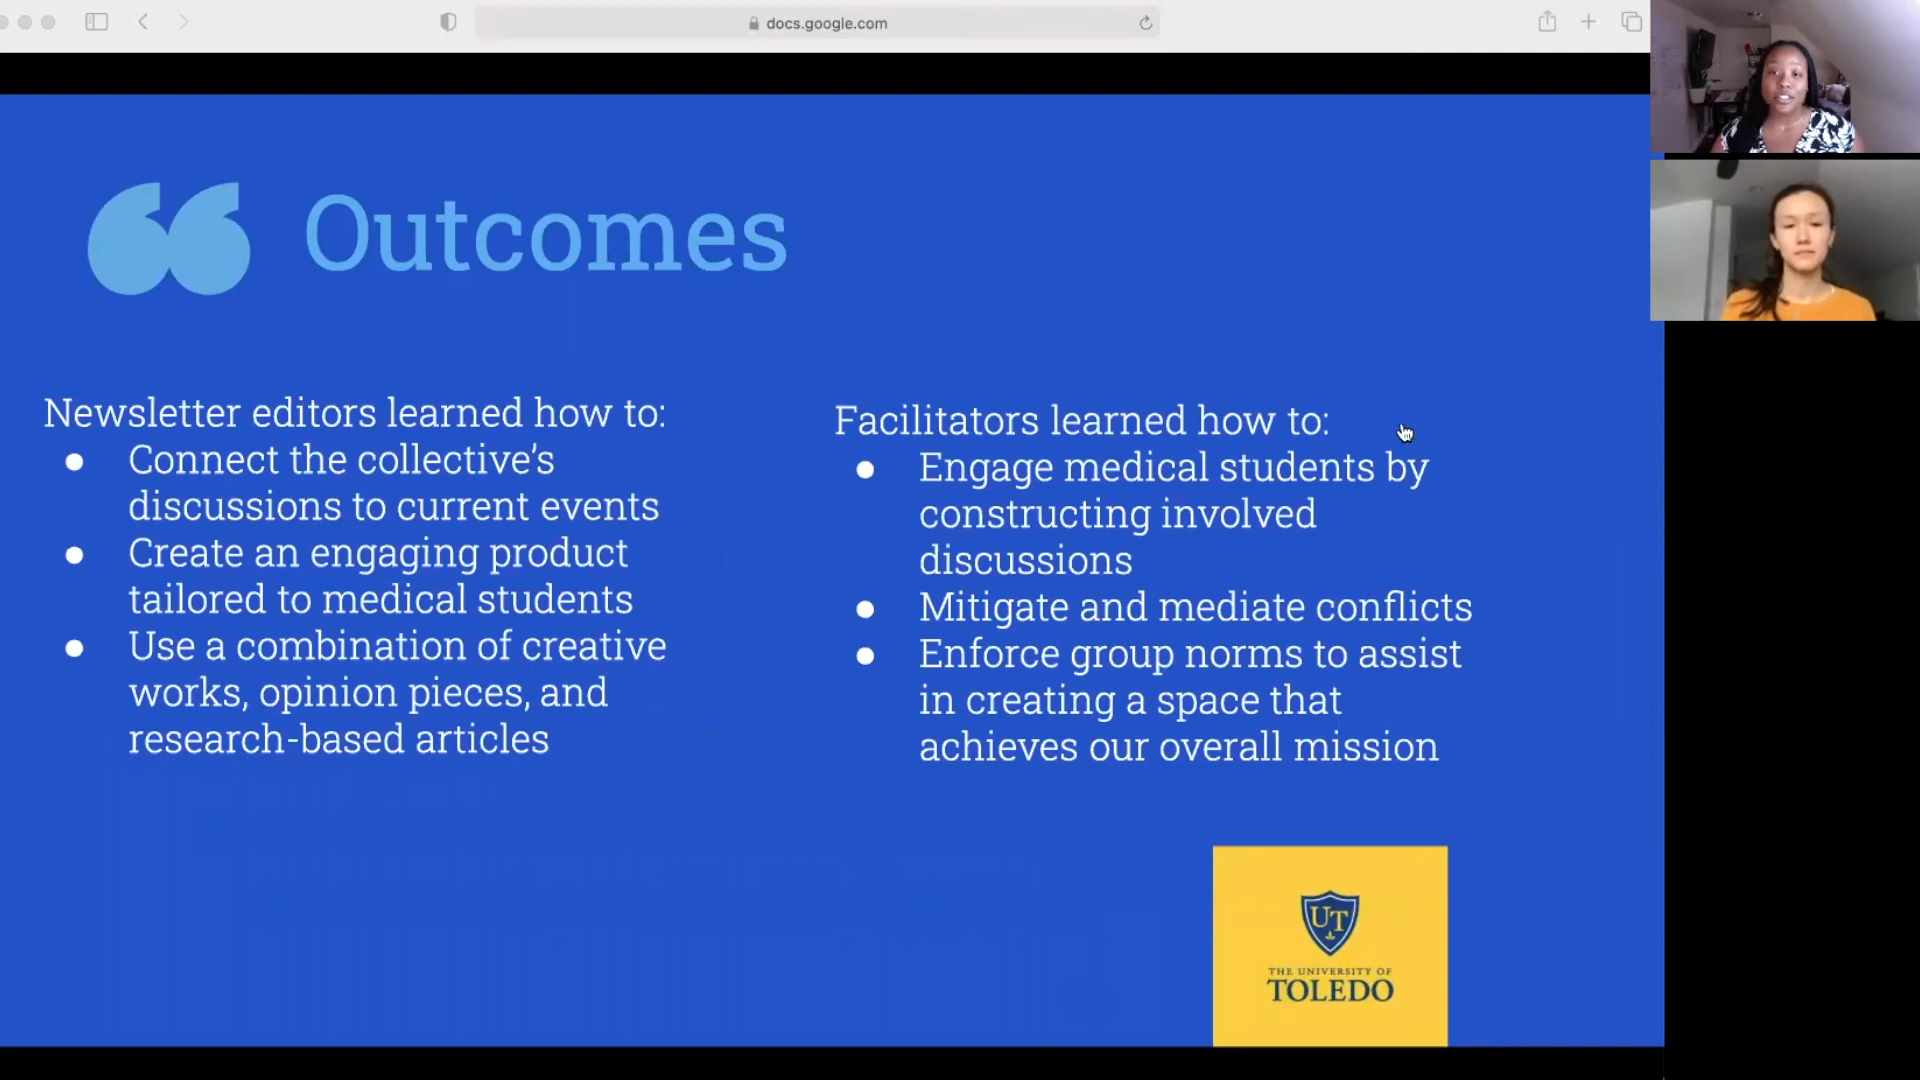 docs.google.com
Outcomes
Newsletter editors learned how to:
● Connect the collective's
discussions to current events
● Create an engaging product
tailored to medical students
● Use a combination of creative
works, opinion pieces, and
research-based articles
Facilitators learned how to:
● Engage medical students by
constructing involved
discussions
● Mitigate and mediate conflicts
● Enforce group norms to assist
in creating a space that
achieves our overall mission
UT
THE UNIVERSITY OF
TOLEDO